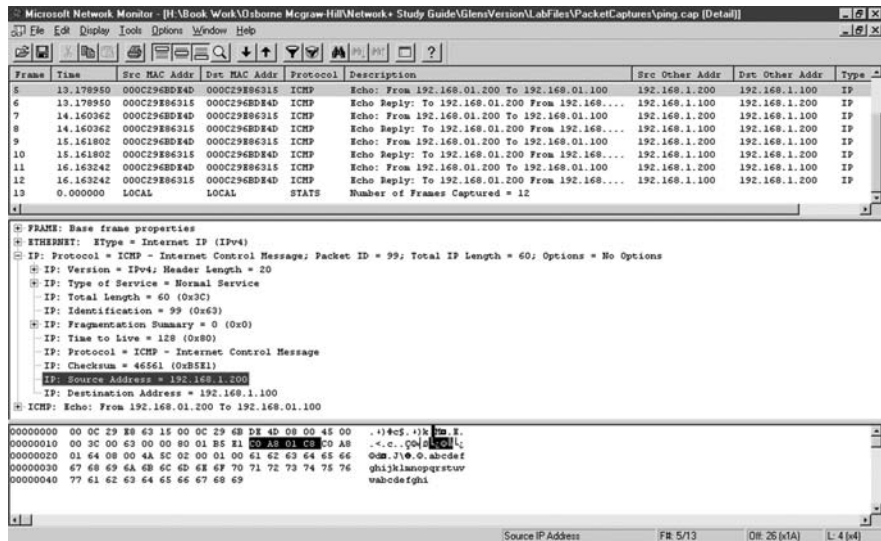 Microsoft Network Monitor - [H:\Book Work\Osborne Mcgraw-Hill\Network+ Study Guide\GlensVersion\LabFiles\PacketCaptures\ping.cap (Detail)]
File Edit Display Tools Options Window Help
Frame Time Src MAC Addr Dst MAC Addr Protocol Description Src Other Addr Dst Other Addr Type
5 13.178950 000C296BDE4D 000C29E86315 ICMP Echo: From 192.168.01.200 To 192.168.01.100 192.168.1.200 192.168.1.100 IP
6 13.178950 000C29E86315 000C296BDE4D ICMP Echo Reply: To 192.168.01.200 From 192.168.... 192.168.1.100 192.168.1.200 IP
7 14.160362 000C296BDE4D 000C29E86315 ICMP Echo: From 192.168.01.200 To 192.168.01.100 192.168.1.200 192.168.1.100 IP
8 14.160362 000C29E86315 000C296BDE4D ICMP Echo Reply: To 192.168.01.200 From 192.168.... 192.168.1.100 192.168.1.200 IP
9 15.161802 000C296BDE4D 000C29E86315 ICMP Echo: From 192.168.01.200 To 192.168.01.100 192.168.1.200 192.168.1.100 IP
10 15.161802 000C29E86315 000C296BDE4D ICMP Echo Reply: To 192.168.01.200 From 192.168.... 192.168.1.100 192.168.1.200 IP
11 16.163242 000C296BDE4D 000C29E86315 ICMP Echo: From 192.168.01.200 To 192.168.01.100 192.168.1.200 192.168.1.100 IP
12 16.163242 000C29E86315 000C296BDE4D ICMP Echo Reply: To 192.168.01.200 From 192.168.... 192.168.1.100 192.168.1.200 IP
13 0.000000 LOCAL LOCAL STATS Number of Frames Captured = 12
FRAME: Base frame properties
ETHERNET: EType = Internet IP (IPv4)
IP: Protocol = ICMP - Internet Control Message; Packet ID = 99; Total IP Length = 60; Options = No Options
IP: Version = IPv4; Header Length = 20
IP: Type of Service = Normal Service
IP: Total Length = 60 (0x3C)
IP: Identification = 99 (0x63)
IP: Fragmentation Summary = 0 (0x0)
IP: Time to Live = 128 (0x80)
IP: Protocol = ICMP - Internet Control Message
IP: Checksum = 46561 (0xB5E1)
IP: Source Address = 192.168.1.200
IP: Destination Address = 192.168.1.100
ICMP: Echo: From 192.168.01.200 To 192.168.01.100
00000000 00 0C 29 E8 63 15 00 0C 29 6B DE 4D 08 00 45 00
00000010 00 3C 00 63 00 00 80 01 B5 E1 C0 A8 01 C8 C0 A8
00000020 01 64 08 00 4A 5C 02 00 01 00 61 62 63 64 65 66
00000030 67 68 69 6A 6B 6C 6D 6E 6F 70 71 72 73 74 75 76 ghijklmnopqrstuv
00000040 77 61 62 63 64 65 66 67 68 69 wabcdefghi
Source IP Address F#: 5/13 Off: 26 (x1A) L: 4 (x4)